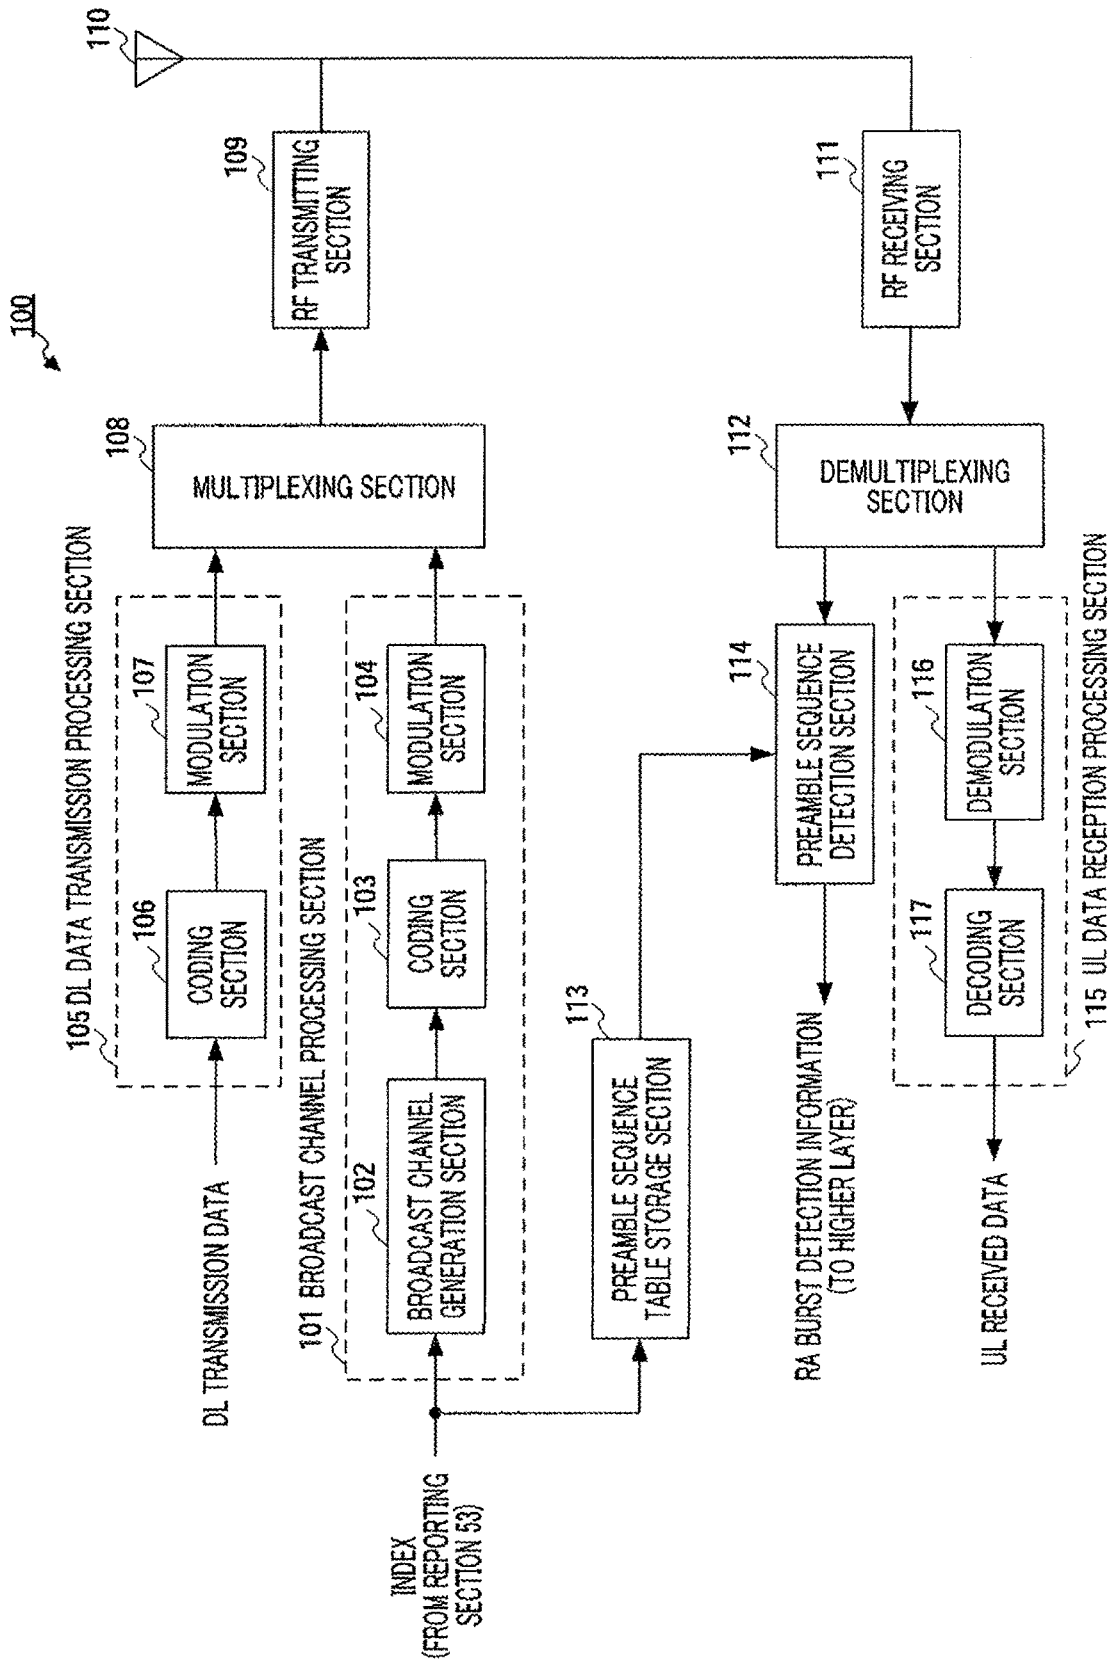 100
110
105 DL DATA TRANSMISSION PROCESSING SECTION
DL TRANSMISSION DATA
106
CODING
SECTION
107
MODULATION
SECTION
108
MULTIPLEXING SECTION
109
RF TRANSMITTING
SECTION
101 BROADCAST CHANNEL PROCESSING SECTION
INDEX
(FROM REPORTING
SECTION 53)
102
BROADCAST CHANNEL
GENERATION SECTION
103
CODING
SECTION
104
MODULATION
SECTION
113
PREAMBLE SEQUENCE
TABLE STORAGE SECTION
RA BURST DETECTION INFORMATION
(TO HIGHER LAYER)
114
PREAMBLE SEQUENCE
DETECTION SECTION
112
DEMULTIPLEXING
SECTION
111
RF RECEIVING
SECTION
UL RECEIVED DATA
117
DECODING
SECTION
116
DEMODULATION
SECTION
115 UL DATA RECEPTION PROCESSING SECTION